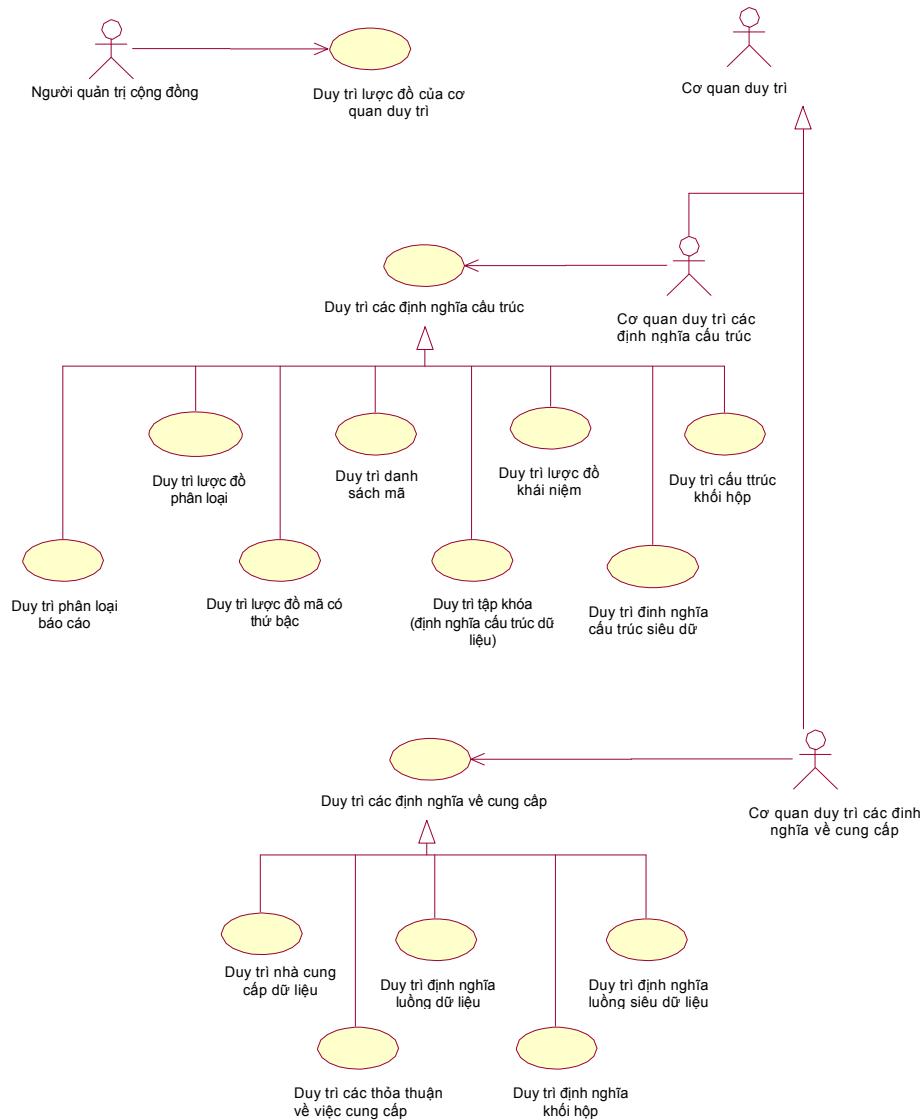 Người quản trị cộng đồng
Duy trì lược đồ của cơ
quan duy trì
Cơ quan duy trì
Duy trì các định nghĩa cấu trúc
Cơ quan duy trì các
định nghĩa cấu trúc
Duy trì lược đồ
phân loại
Duy trì danh
sách mã
Duy trì lược đồ
khái niệm
Duy trì cấu ttrúc
khối hộp
Duy trì phân loại
báo cáo
Duy trì lược đồ mã có
thứ bậc
Duy trì tập khóa
(định nghĩa cấu trúc dữ
liệu)
Duy trì đinh nghĩa
cấu trúc siêu dữ
Duy trì các định nghĩa về cung cấp
Cơ quan duy trì các đinh
nghĩa về cung cấp
Duy trì nhà cung
cấp dữ liệu
Duy trì định nghĩa
luồng dữ liệu
Duy trì định nghĩa
luồng siêu dữ liệu
Duy trì các thỏa thuận
về việc cung cấp
Duy trì định nghĩa
khối hộp